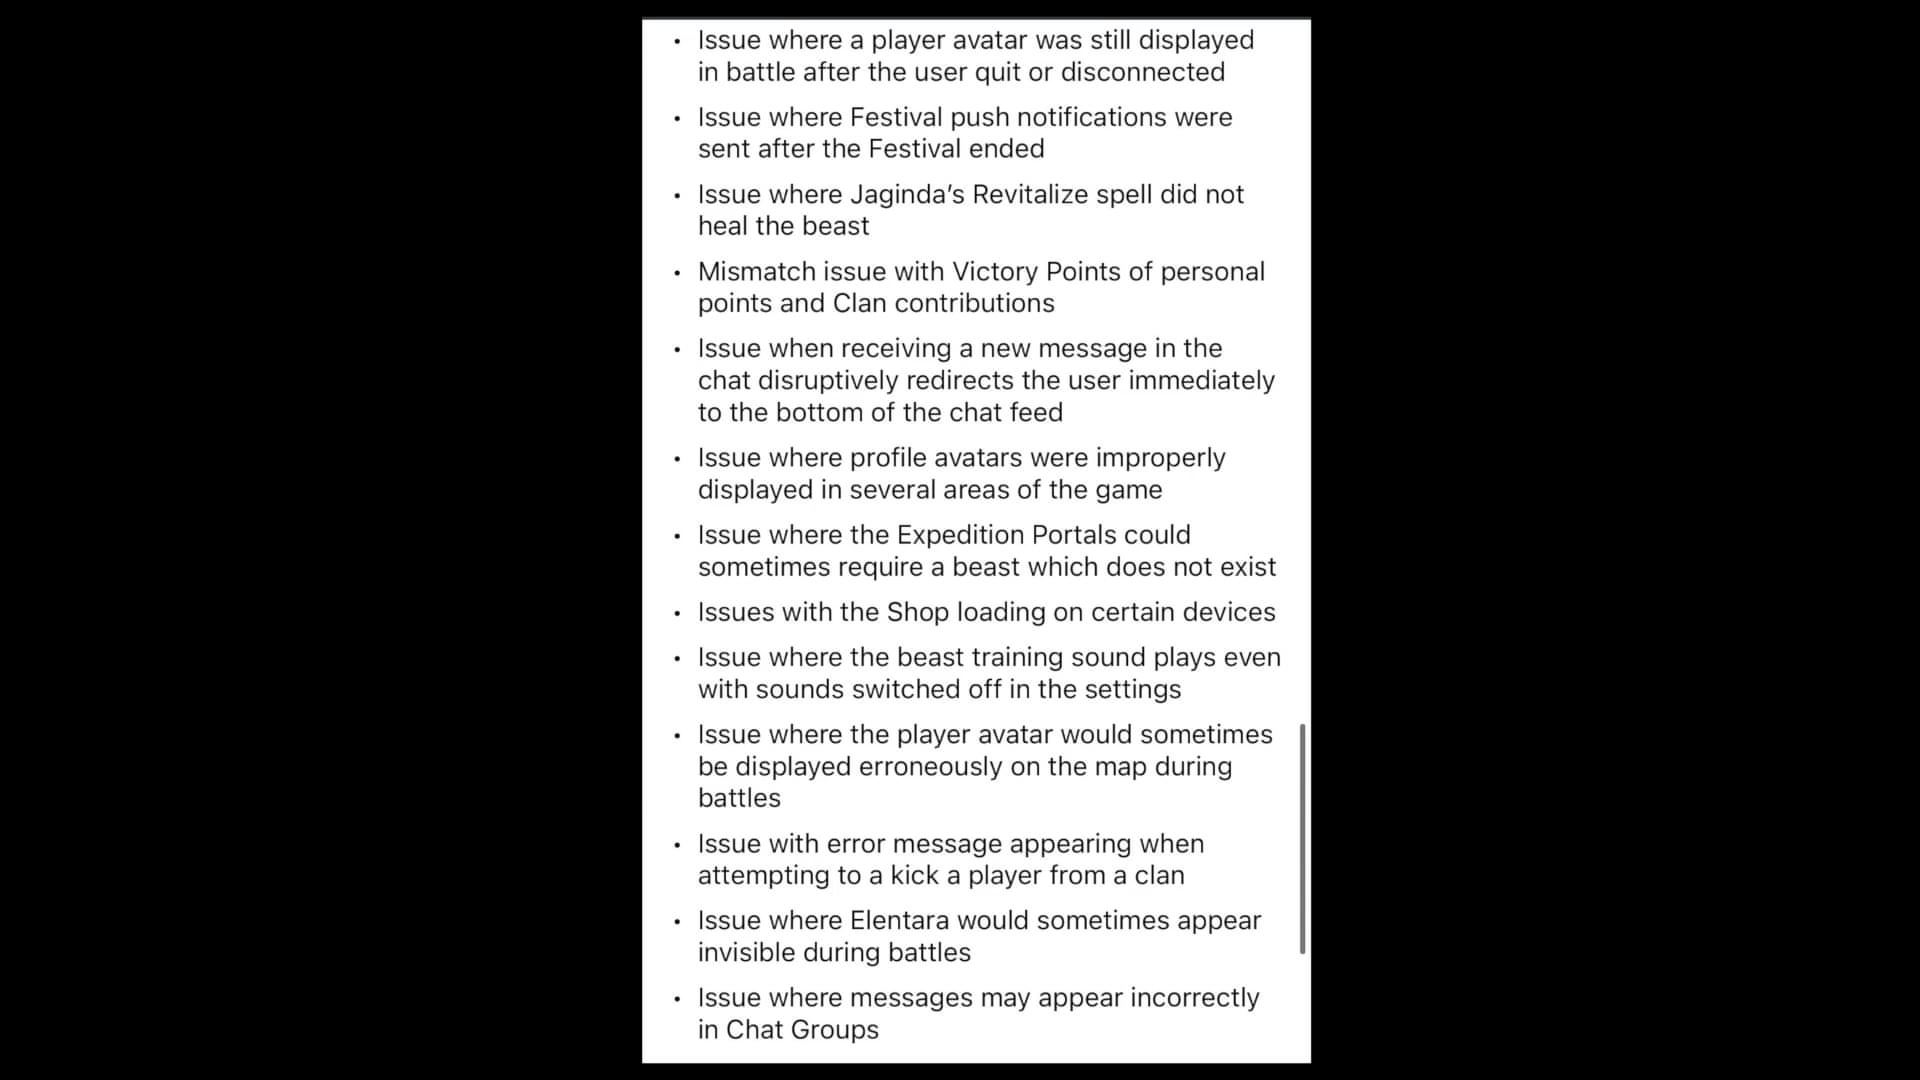 • Issue where a player avatar was still displayed
in battle after the user quit or disconnected
• Issue where Festival push notifications were
sent after the Festival ended
• Issue where Jaginda’s Revitalize spell did not
heal the beast
• Mismatch issue with Victory Points of personal
points and Clan contributions
• Issue when receiving a new message in the
chat disruptively redirects the user immediately
to the bottom of the chat feed
• Issue where profile avatars were improperly
displayed in several areas of the game
• Issue where the Expedition Portals could
sometimes require a beast which does not exist
• Issues with the Shop loading on certain devices
• Issue where the beast training sound plays even
with sounds switched off in the settings
• Issue where the player avatar would sometimes
be displayed erroneously on the map during
battles
• Issue with error message appearing when
attempting to a kick a player from a clan
• Issue where Elentara would sometimes appear
invisible during battles
• Issue where messages may appear incorrectly
in Chat Groups